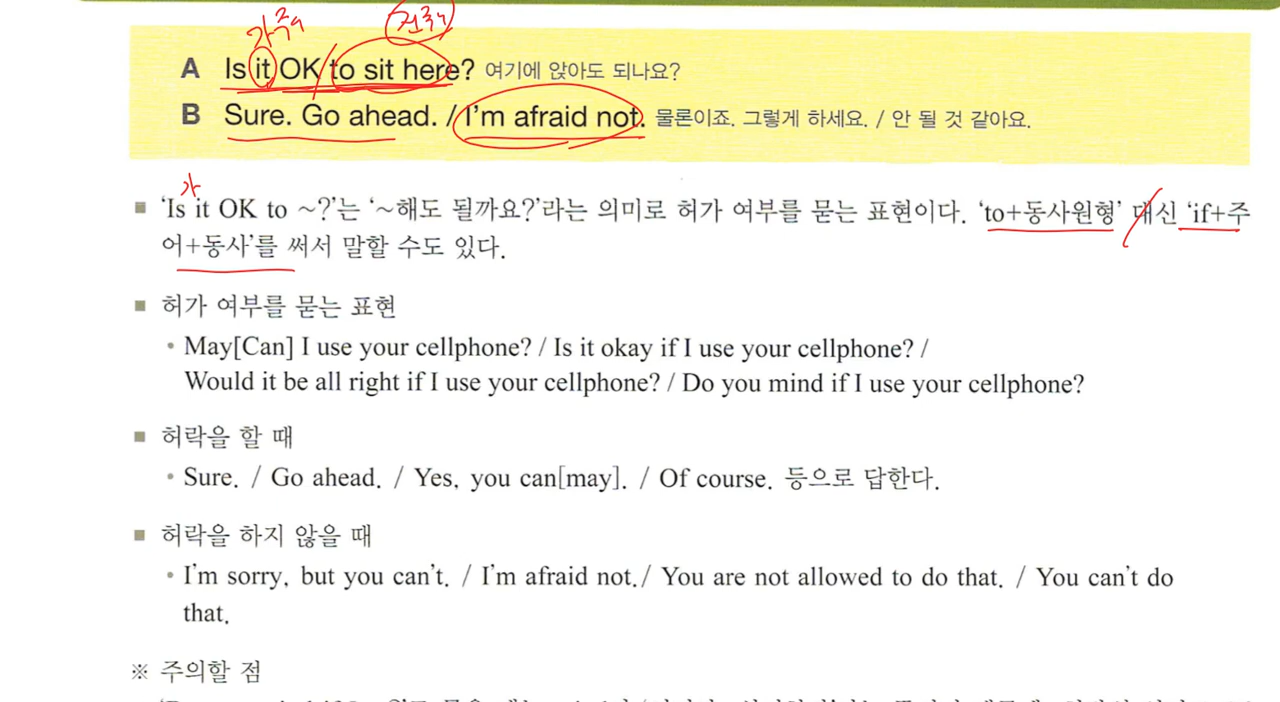 가주어
진주어
A Is it OK to sit here? 여기에 앉아도 되나요?
B Sure. Go ahead. / I'm afraid not. 물론이죠. 그렇게 하세요. / 안 될 것 같아요.
가
■ 'Is it OK to ~?'는 '~해도 될까요?'라는 의미로 허가 여부를 묻는 표현이다. 'to+동사원형' 대신 'if+주
어+동사'를 써서 말할 수도 있다.
■ 허가 여부를 묻는 표현
• May[Can] I use your cellphone? / Is it okay if I use your cellphone? /
Would it be all right if I use your cellphone? / Do you mind if I use your cellphone?
■ 허락을 할 때
• Sure. / Go ahead. / Yes, you can[may]. / Of course. 등으로 답한다.
■ 허락을 하지 않을 때
• I'm sorry, but you can't. / I'm afraid not./ You are not allowed to do that. / You can't do
that.
※ 주의할 점